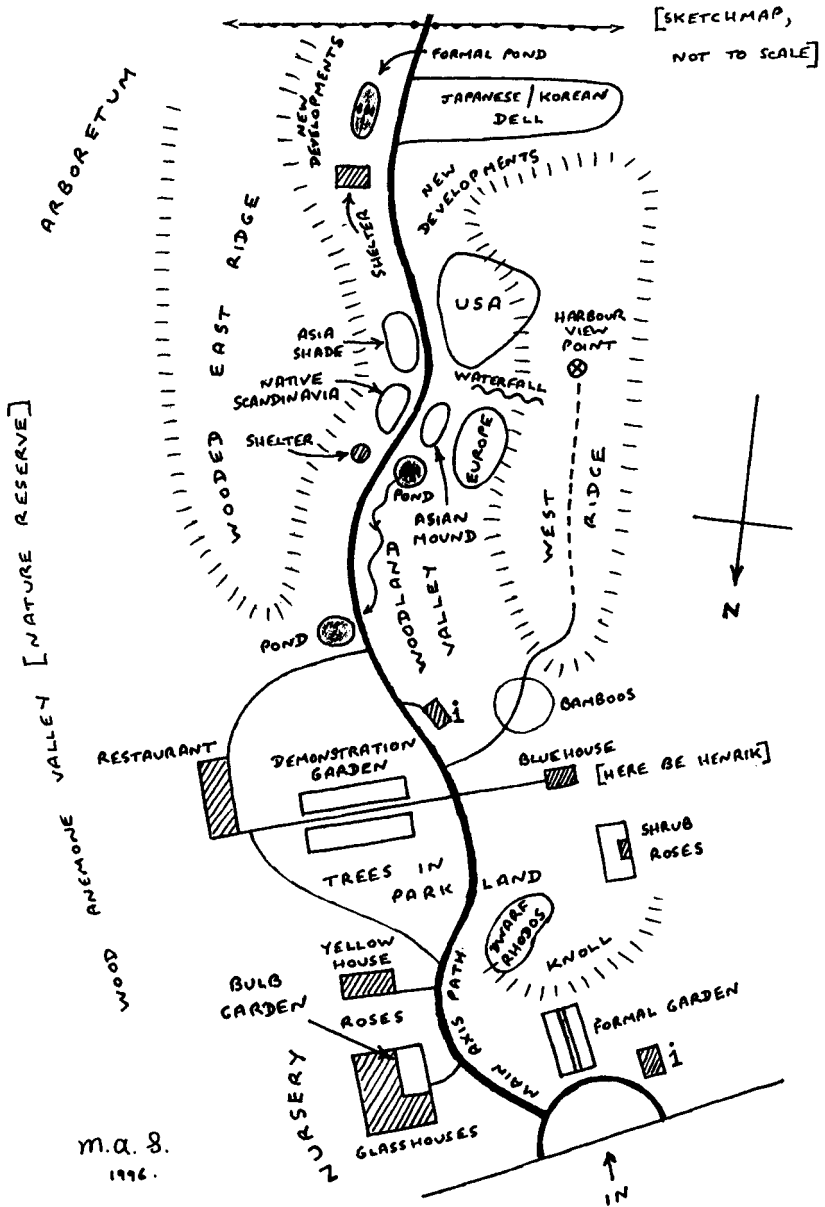 [SKETCHMAP,
NOT TO SCALE]
FORMAL POND
JAPANESE / KOREAN
DELL
NEW
DEVELOPMENTS
ARBORETUM
NEW
DEVELOPMENTS
SHELTER
WOODED EAST RIDGE
USA
HARBOUR
VIEW
POINT
ASIA
SHADE
WATERFALL
NATIVE
SCANDINAVIA
EUROPE
SHELTER
POND
ASIAN
MOUND
WEST
RIDGE
WOODLAND
VALLEY
N
WOOD ANEMONE VALLEY [NATURE RESERVE]
POND
i
BAMBOOS
RESTAURANT
DEMONSTRATION
GARDEN
BLUEHOUSE
[HERE BE HENRIK]
SHRUB
ROSES
TREES IN
PARK LAND
DWARF
RHODOS
KNOLL
YELLOW
HOUSE
BULB
GARDEN
ROSES
MAIN AXIS PATH
FORMAL GARDEN
i
NURSERY
GLASSHOUSES
m.a.s.
1996.
IN